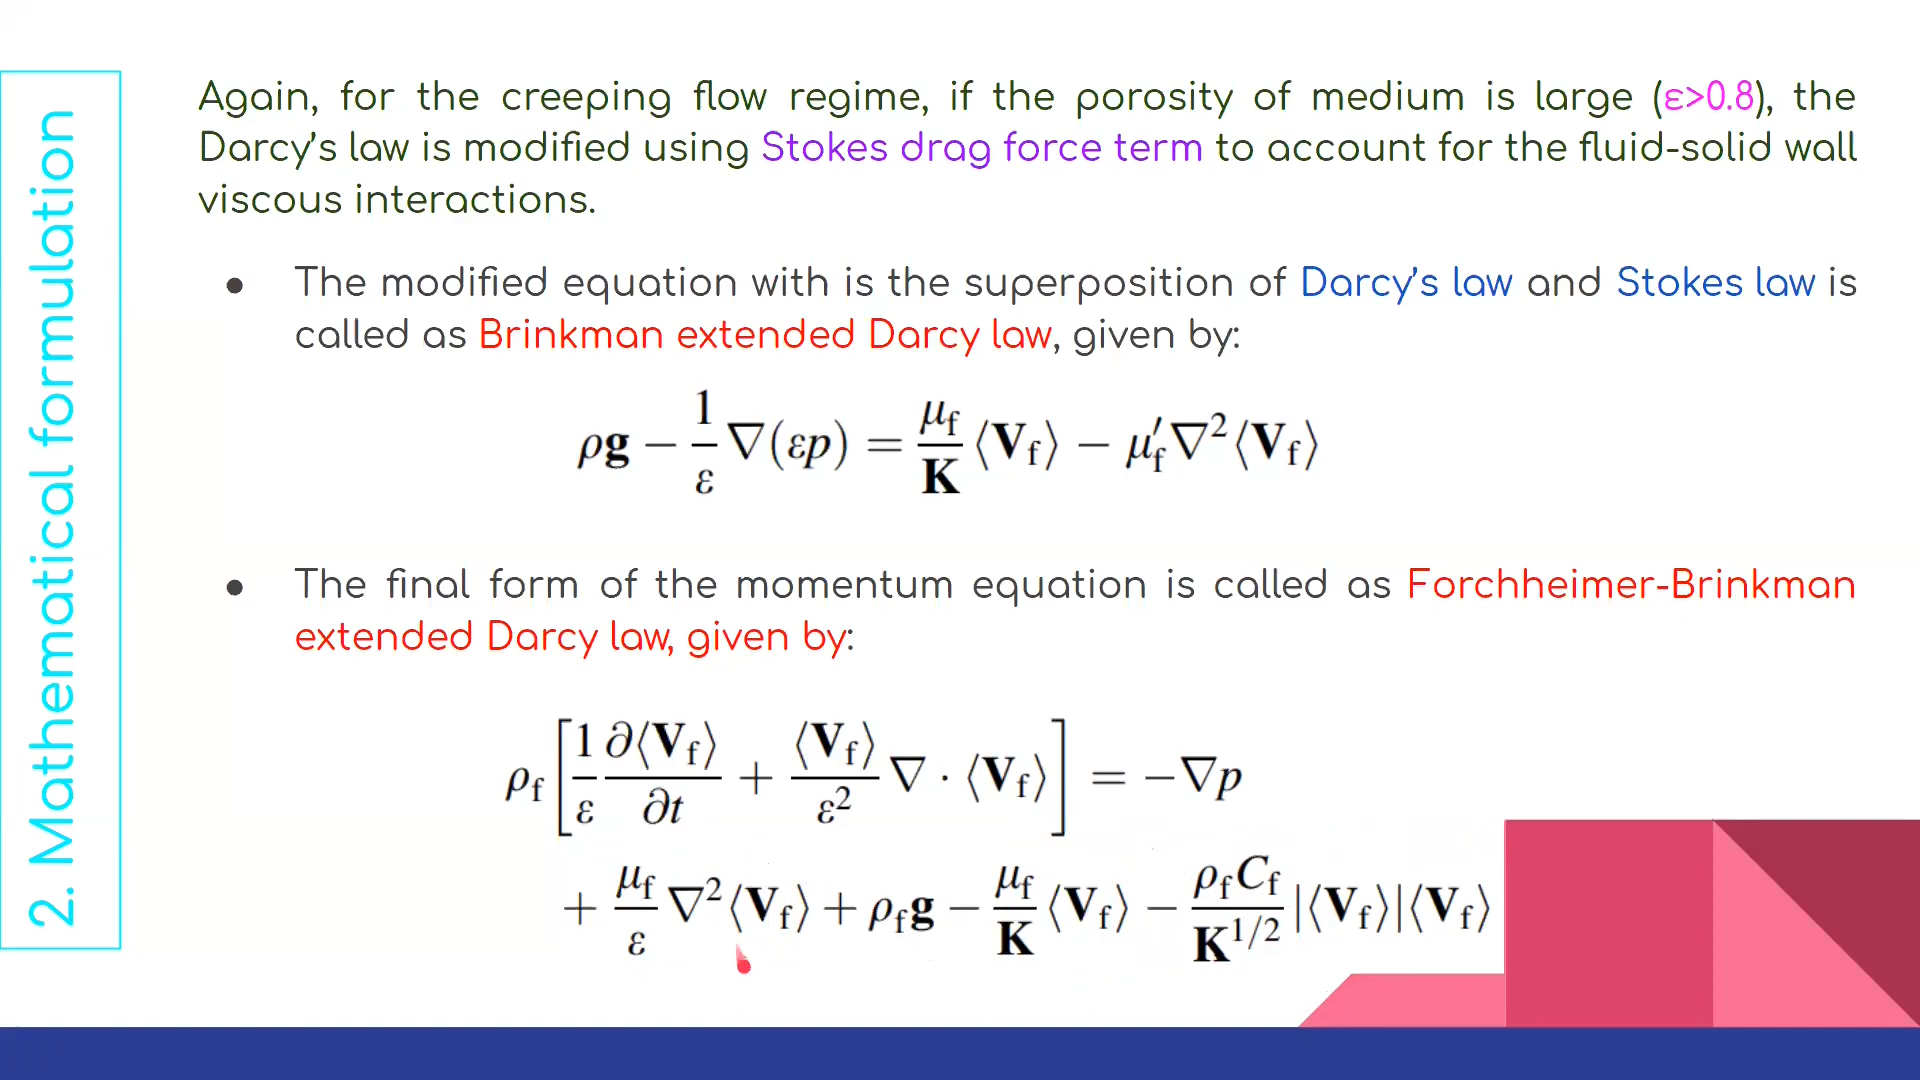 2. Mathematical formulation
Again, for the creeping flow regime, if the porosity of medium is large (ε>0.8), the
Darcy's law is modified using Stokes drag force term to account for the fluid-solid wall
viscous interactions.
● The modified equation with is the superposition of Darcy's law and Stokes law is
called as Brinkman extended Darcy law, given by:
ρg − 1/ε ∇(εp) = μf/K ⟨Vf⟩ − μ′f∇²⟨Vf⟩
● The final form of the momentum equation is called as Forchheimer-Brinkman
extended Darcy law, given by:
ρf [1/ε ∂⟨Vf⟩/∂t + ⟨Vf⟩/ε² ∇ · ⟨Vf⟩] = −∇p
+ μf/ε ∇²⟨Vf⟩ + ρfg − μf/K ⟨Vf⟩ − ρfCf/K^1/2 |⟨Vf⟩|⟨Vf⟩